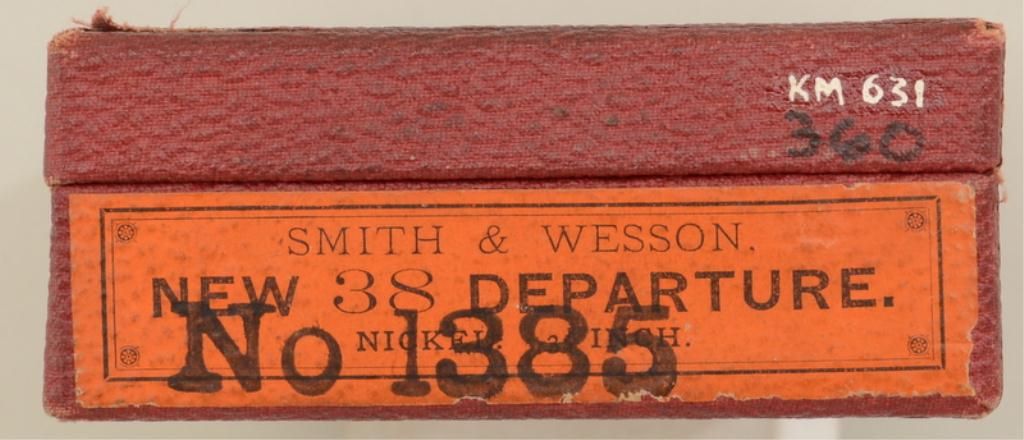 KM 631
360
SMITH & WESSON.
NEW 38 DEPARTURE.
NICKEL. INCH.
No 1385